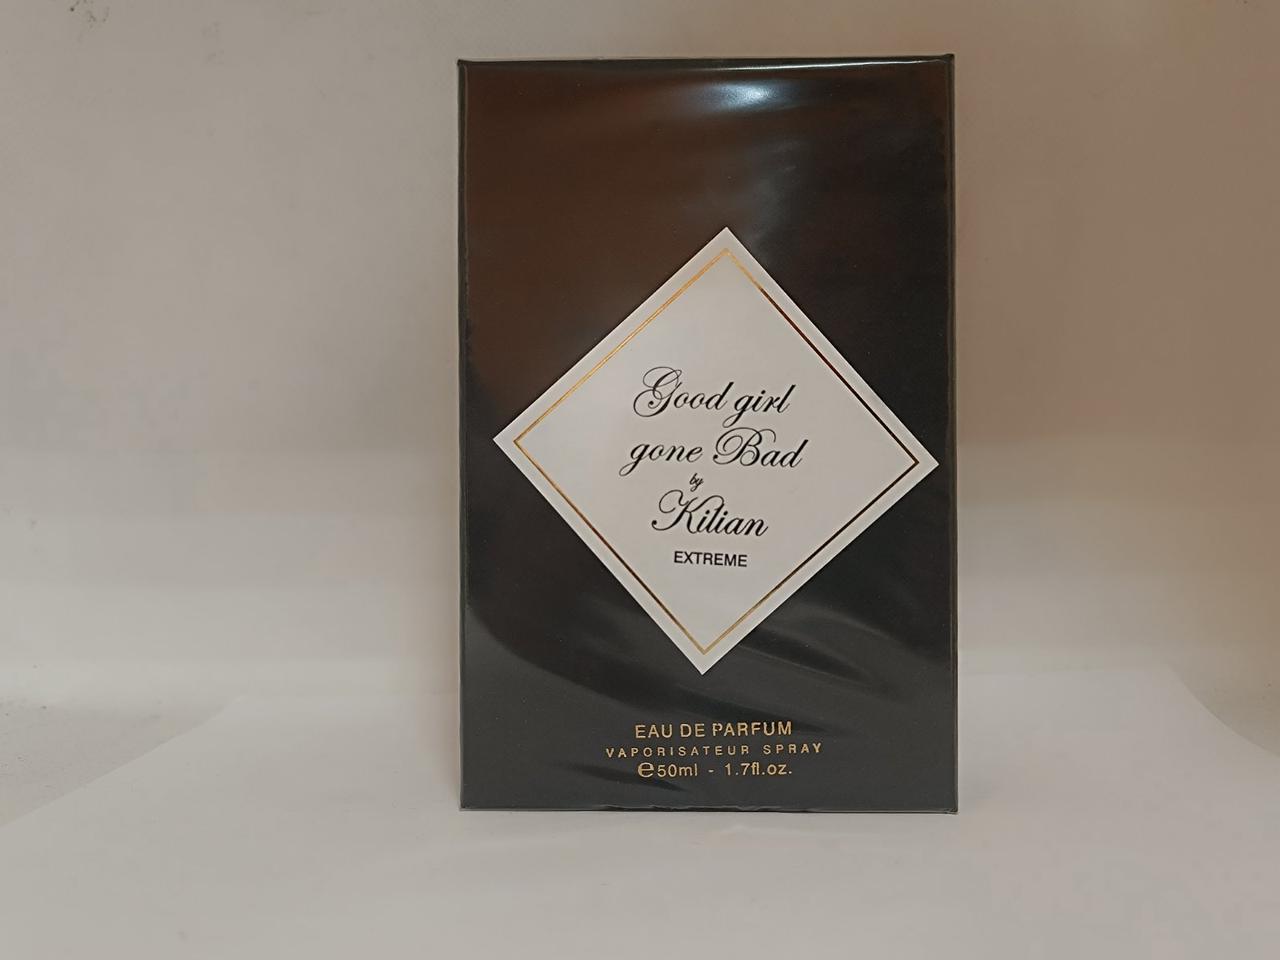 Good girl
gone Bad
by
Kilian
EXTREME
EAU DE PARFUM
VAPORISATEUR SPRAY
℮50ml - 1.7fl.oz.